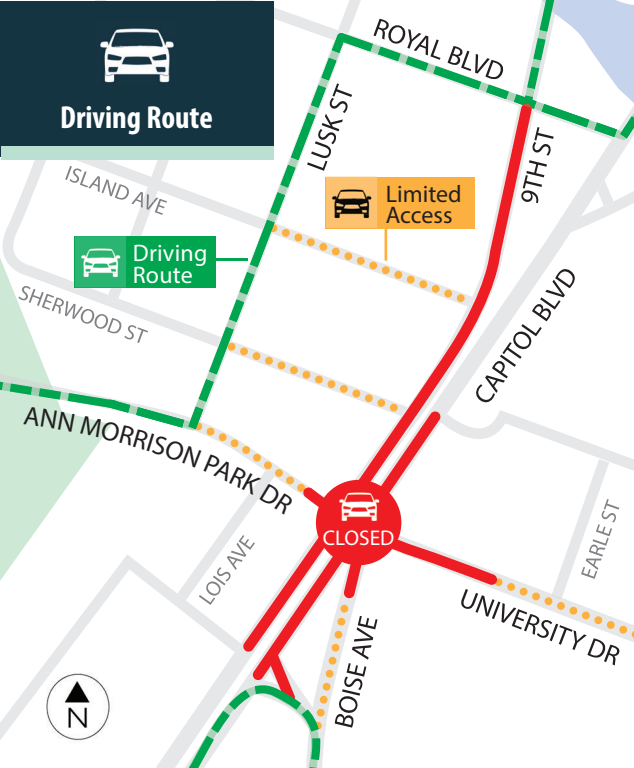 Driving Route
ROYAL BLVD
LUSK ST
9TH ST
ISLAND AVE
Limited
Access
Driving
Route
SHERWOOD ST
CAPITOL BLVD
ANN MORRISON PARK DR
CLOSED
EARLE ST
LOIS AVE
UNIVERSITY DR
BOISE AVE
N